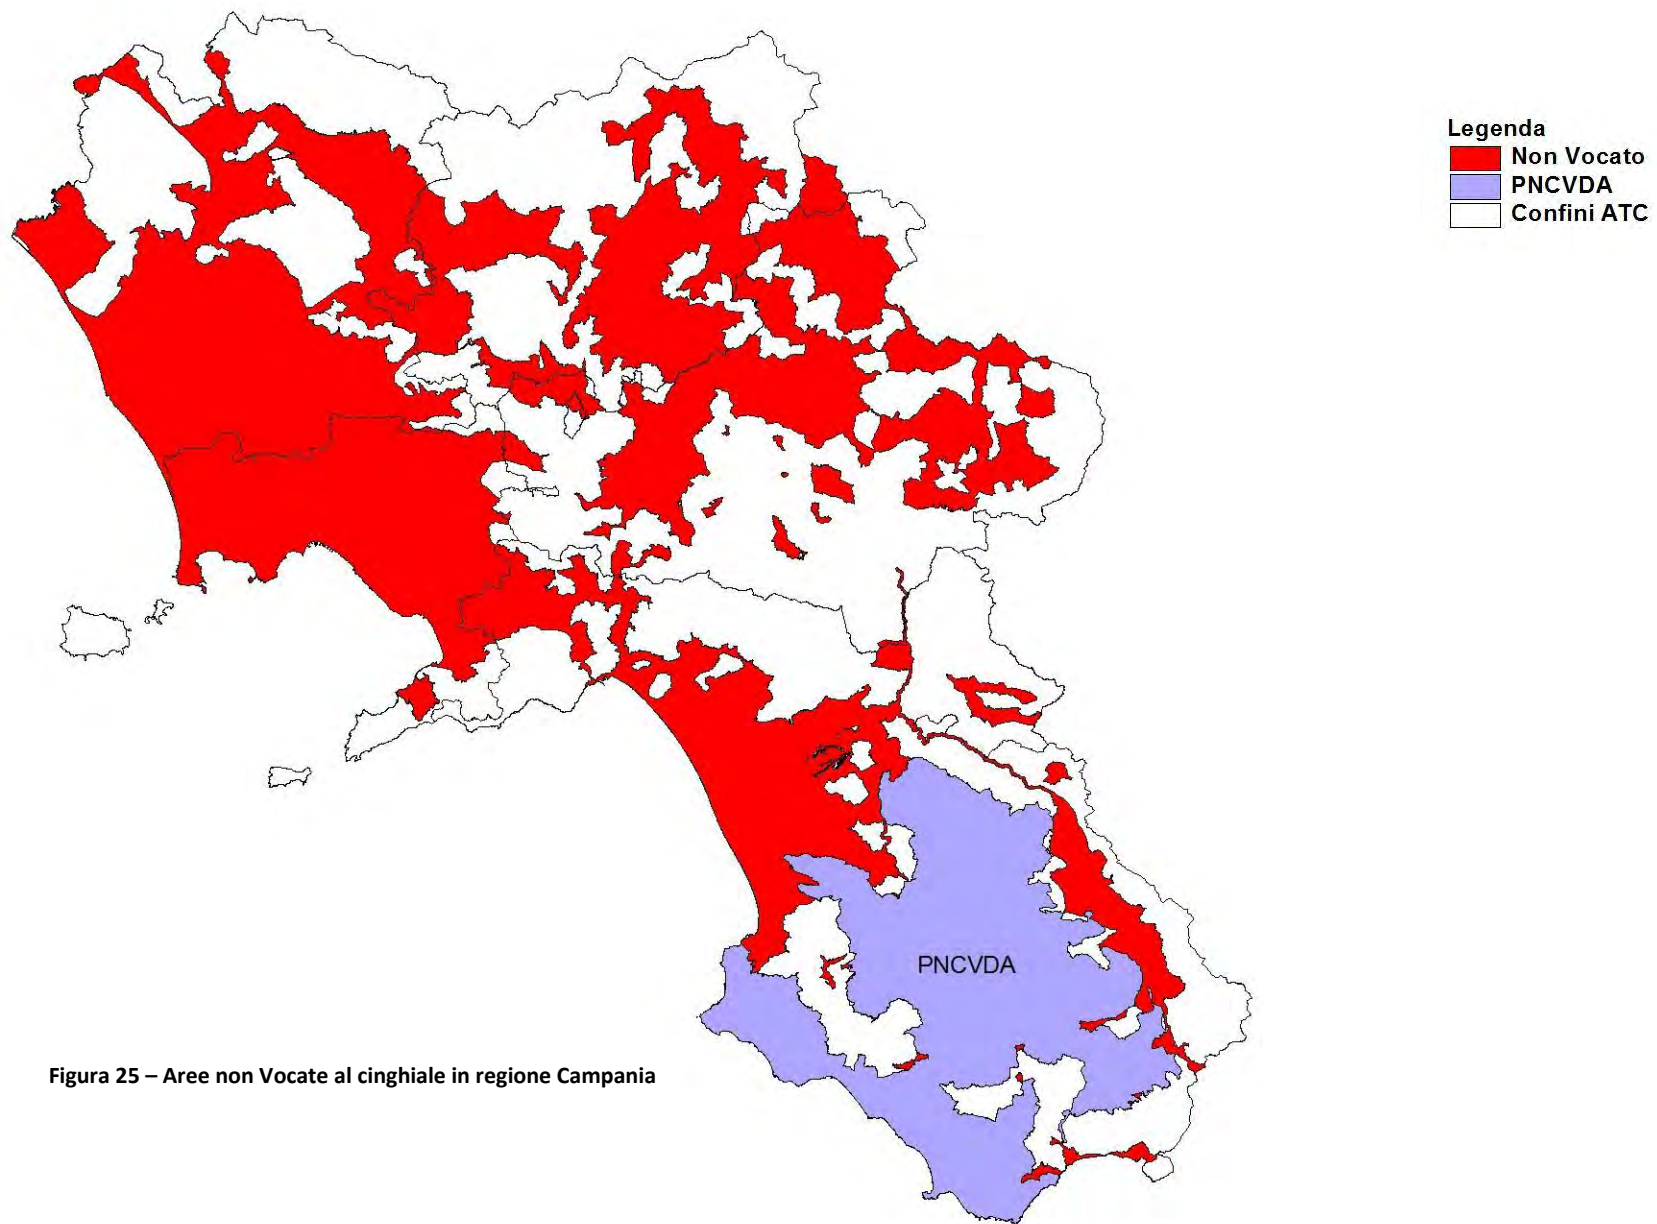 Legenda
Non Vocato
PNCVDA
Confini ATC
PNCVDA
Figura 25 – Aree non Vocate al cinghiale in regione Campania